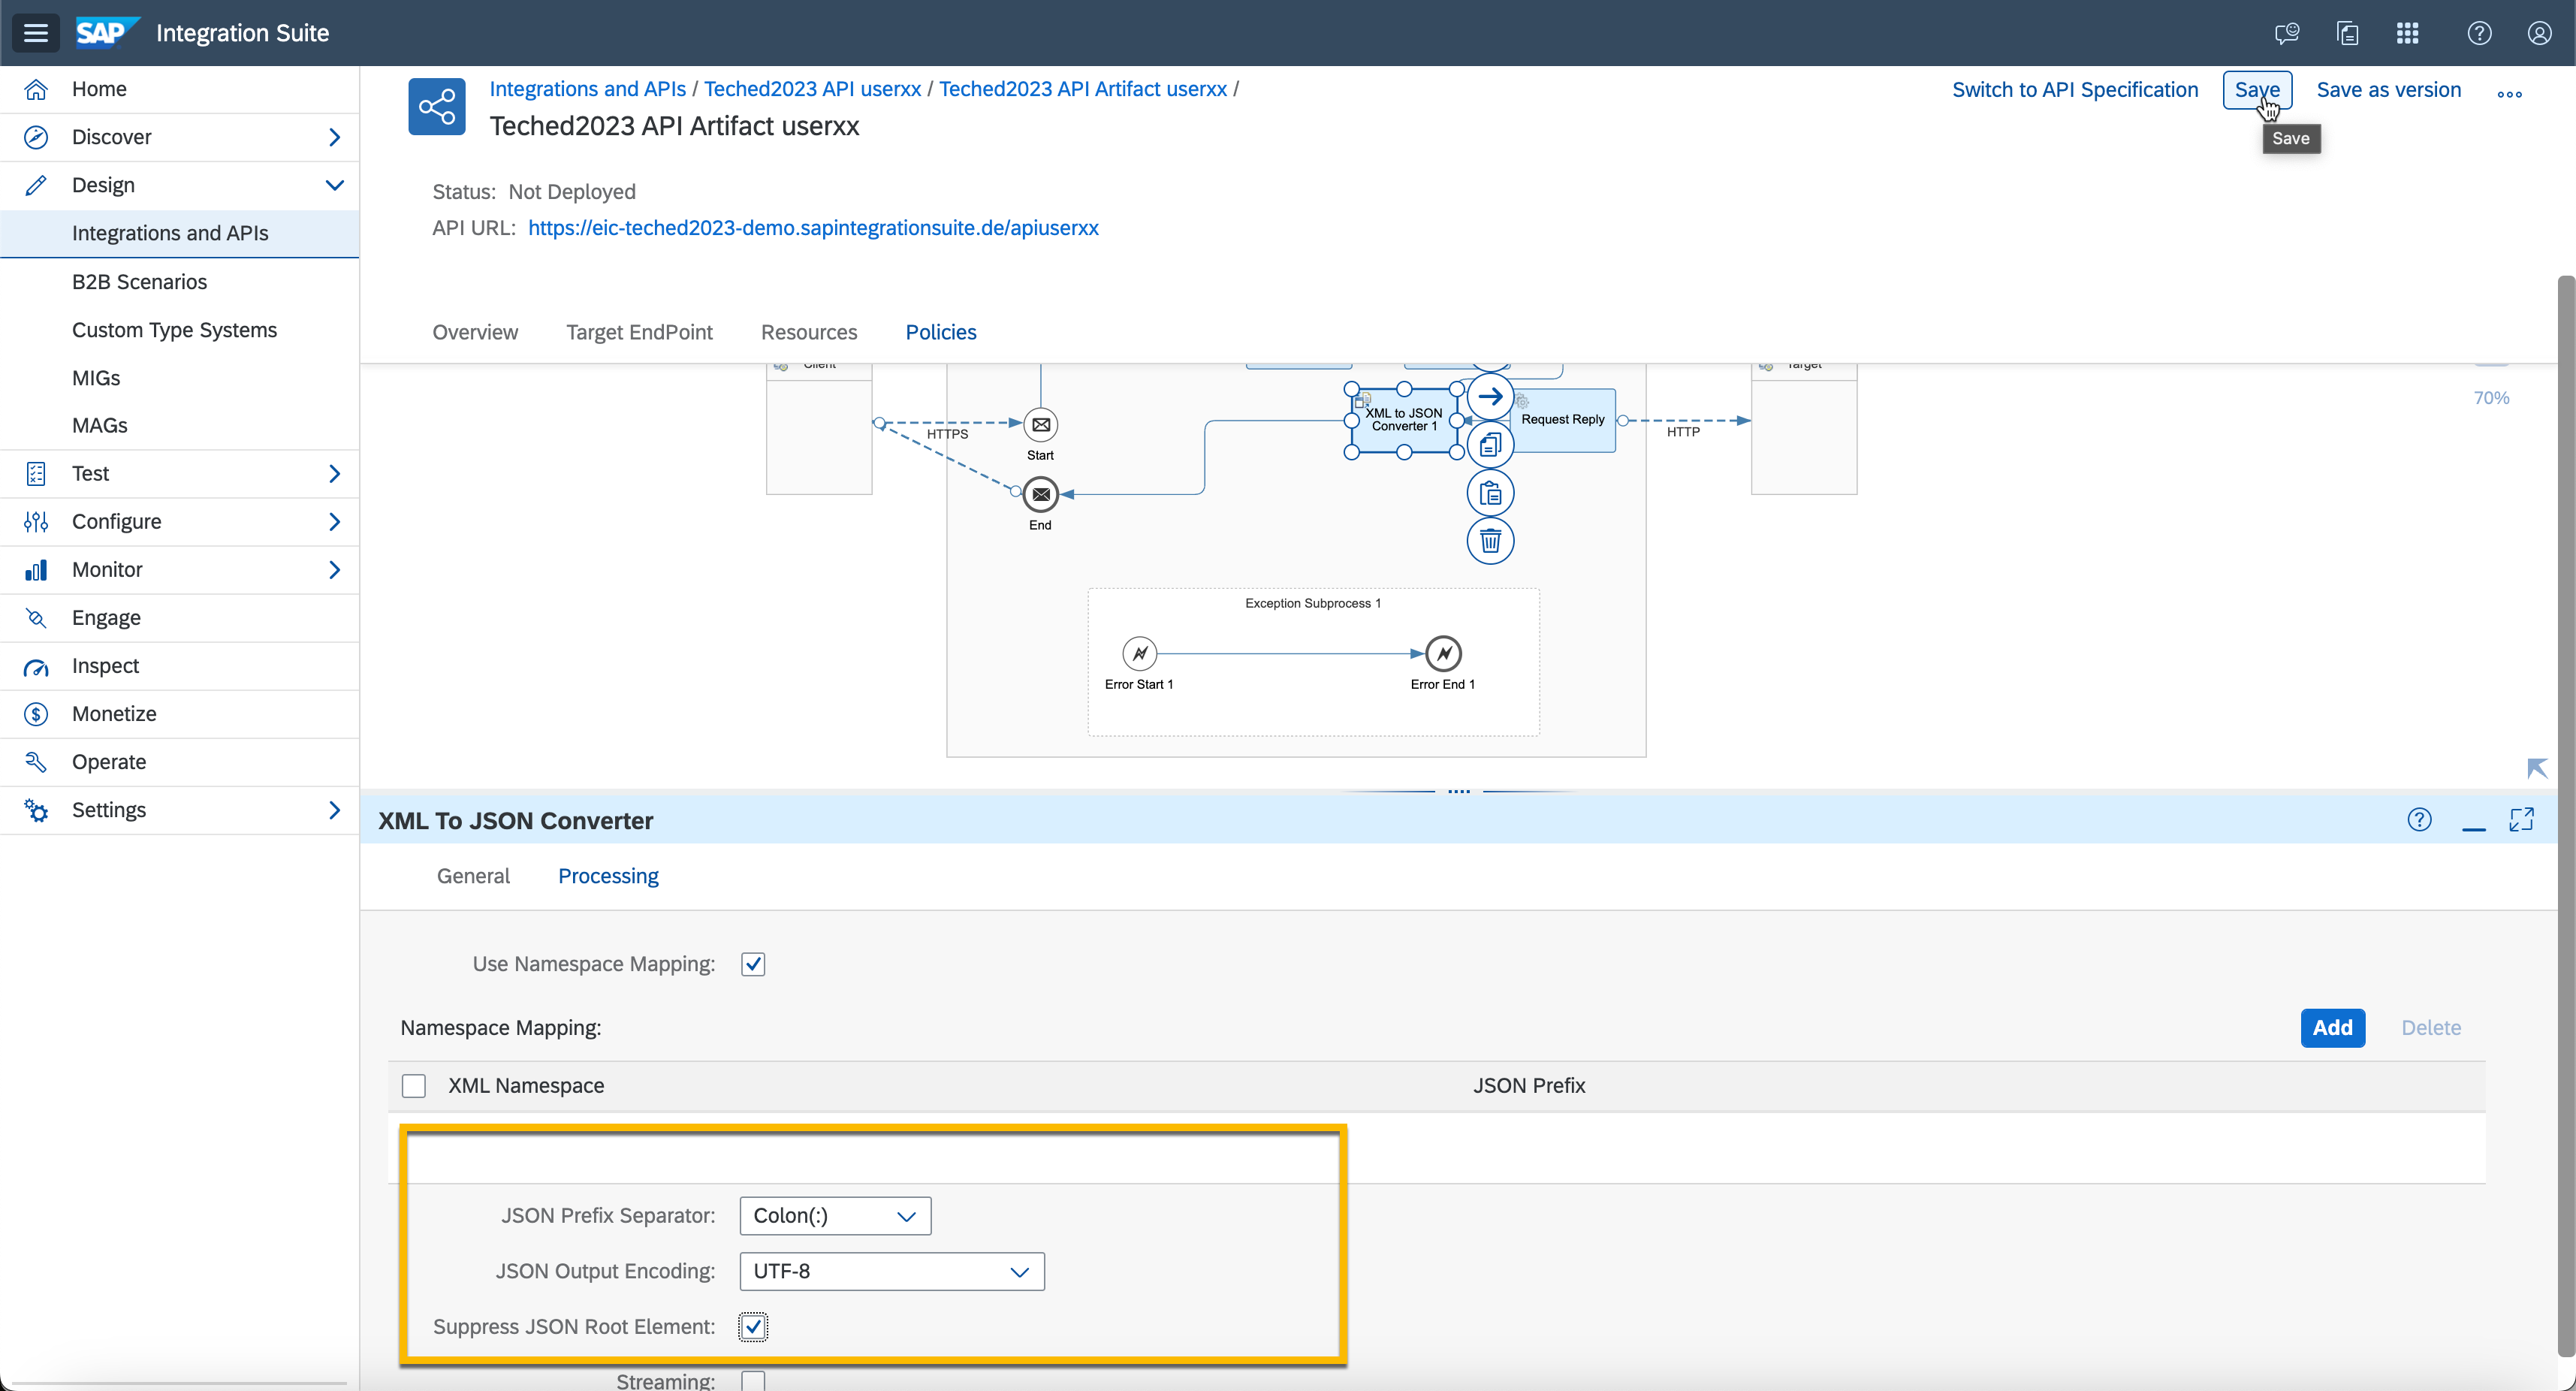 SAP Integration Suite
Home
Discover
Design
Integrations and APIs
B2B Scenarios
Custom Type Systems
MIGs
MAGs
Test
Configure
Monitor
Engage
Inspect
Monetize
Operate
Settings
Integrations and APIs / Teched2023 API userxx / Teched2023 API Artifact userxx /
Teched2023 API Artifact userxx
Switch to API Specification
Save
Save as version
Save
Status: Not Deployed
API URL: https://eic-teched2023-demo.sapintegrationsuite.de/apiuserxx
Overview
Target EndPoint
Resources
Policies
Client
Target
70%
HTTPS
Start
End
XML to JSON
Converter 1
Request Reply
HTTP
Exception Subprocess 1
Error Start 1
Error End 1
XML To JSON Converter
General
Processing
Use Namespace Mapping:
Namespace Mapping:
Add
Delete
XML Namespace
JSON Prefix
JSON Prefix Separator: Colon(:)
JSON Output Encoding: UTF-8
Suppress JSON Root Element:
Streaming: